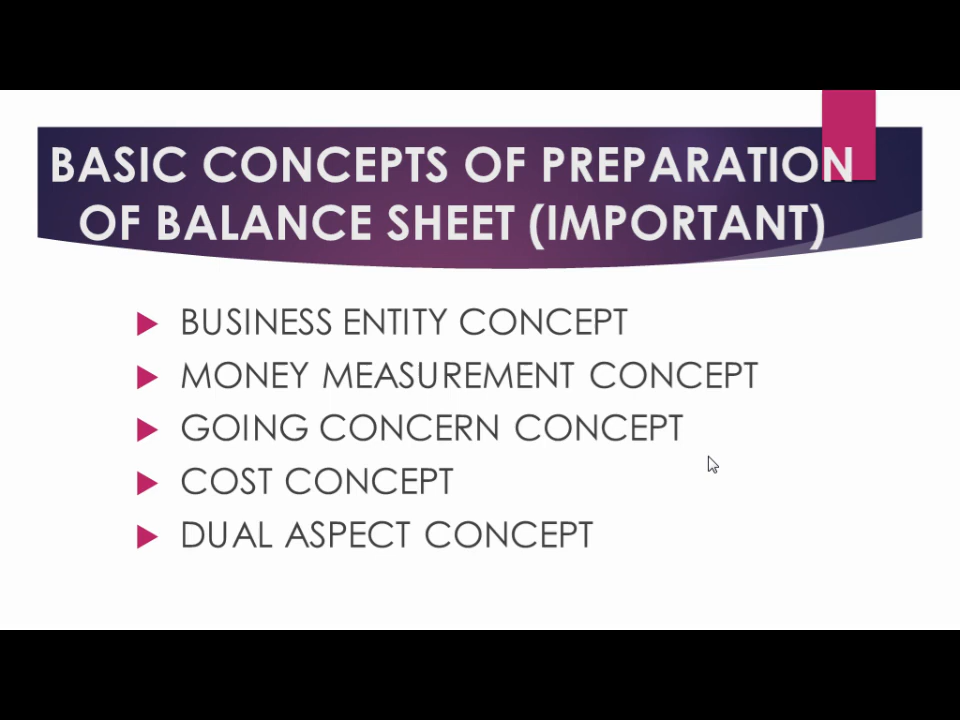 BASIC CONCEPTS OF PREPARATION
OF BALANCE SHEET (IMPORTANT)
BUSINESS ENTITY CONCEPT
MONEY MEASUREMENT CONCEPT
GOING CONCERN CONCEPT
COST CONCEPT
DUAL ASPECT CONCEPT